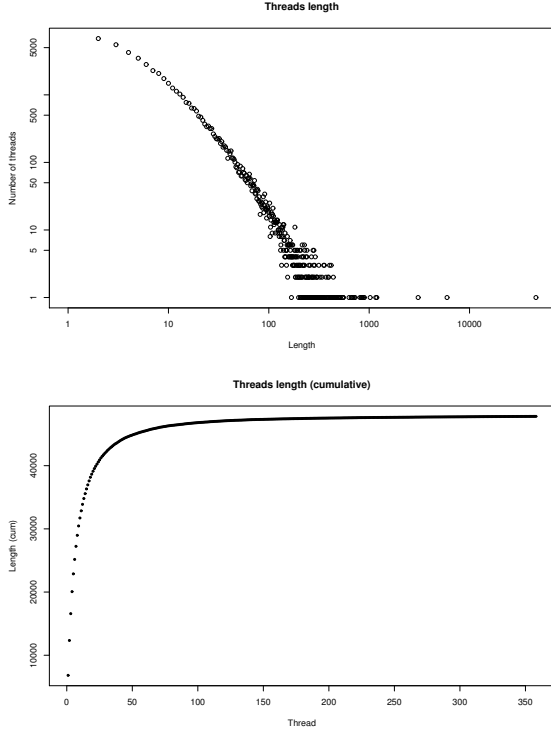 Threads length
5000
500
100
50
10
5
1
Number of threads
1 10 100 1000 10000
Length
Threads length (cumulative)
40000
30000
20000
10000
Length (cum)
0 50 100 150 200 250 300 350
Thread